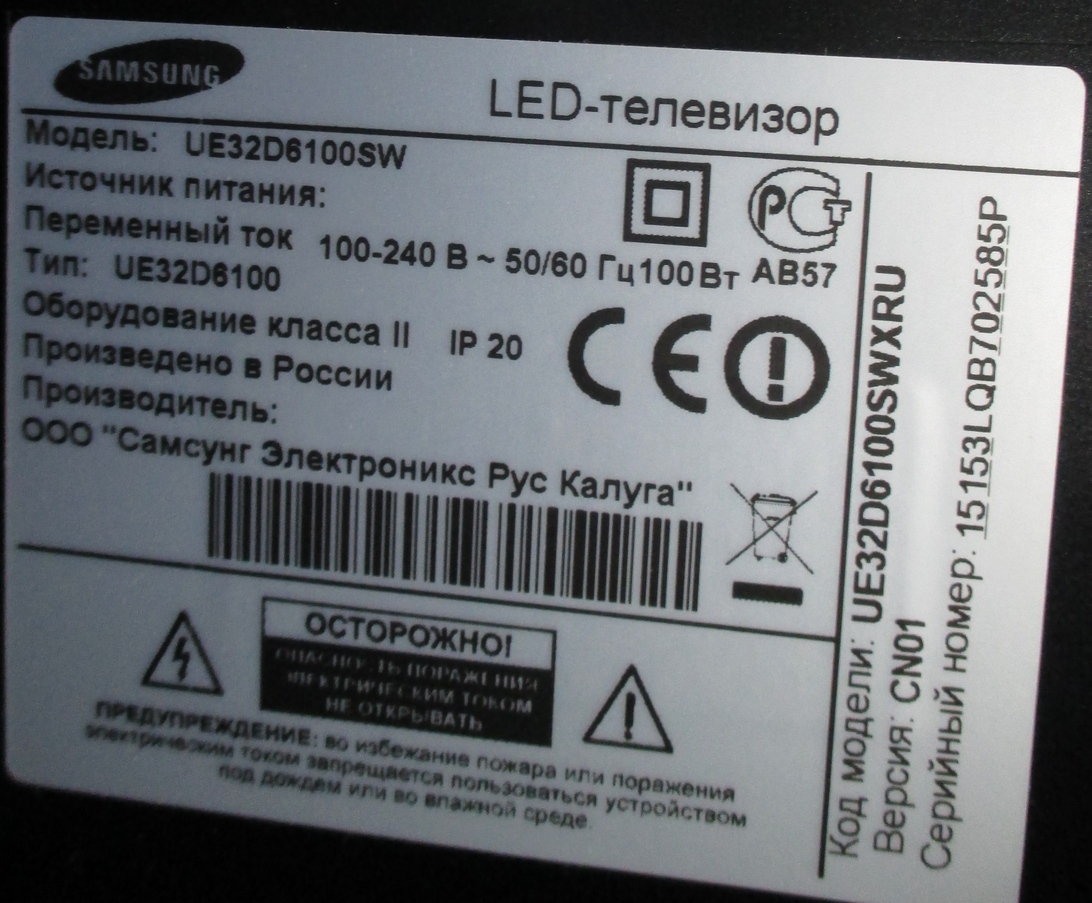 SAMSUNG
LED-телевизор
Модель: UE32D6100SW
Источник питания:
Переменный ток 100-240 В ~ 50/60 Гц 100 Вт
Тип: UE32D6100
Оборудование класса II IP 20
Произведено в России
Производитель:
ООО "Самсунг Электроникс Рус Калуга"
РСТ
АВ57
CE
ОСТОРОЖНО!
ОПАСНОСТЬ ПОРАЖЕНИЯ
ЭЛЕКТРИЧЕСКИМ ТОКОМ
НЕ ОТКРЫВАТЬ
ПРЕДУПРЕЖДЕНИЕ: во избежание пожара или поражения
электрическим током запрещается пользоваться устройством
под дождем или во влажной среде.
Код модели: UE32D6100SWXRU
Версия: CN01
Серийный номер: 15153LQB702585P